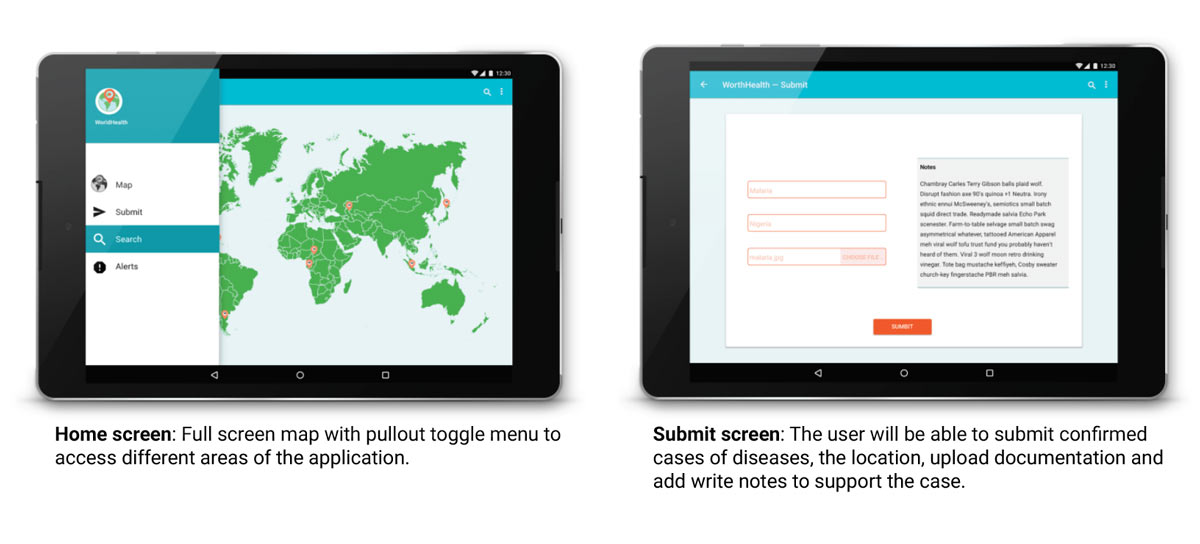 12:30
WorldHealth
Map
Submit
Search
Alerts
12:30
WorthHealth — Submit
Malaria
Nigeria
malaria.jpg
CHOOSE FILE...
Notes
Chambray Carles Terry Gibson balls plaid wolf.
Disrupt fashion axe 90's quinoa +1 Neutra. Irony
ethnic ennui McSweeney's, semiotics small batch
squid direct trade. Readymade salvia Echo Park
scenester. Farm-to-table selvage small batch swag
asymmetrical whatever, tattooed American Apparel
meh viral wolf tofu trust fund you probably haven't
heard of them. Viral 3 wolf moon retro drinking
vinegar. Tote bag mustache keffiyeh, Cosby sweater
church-key fingerstache PBR meh salvia.
SUMBIT
Home screen: Full screen map with pullout toggle menu to
access different areas of the application.
Submit screen: The user will be able to submit confirmed
cases of diseases, the location, upload documentation and
add write notes to support the case.